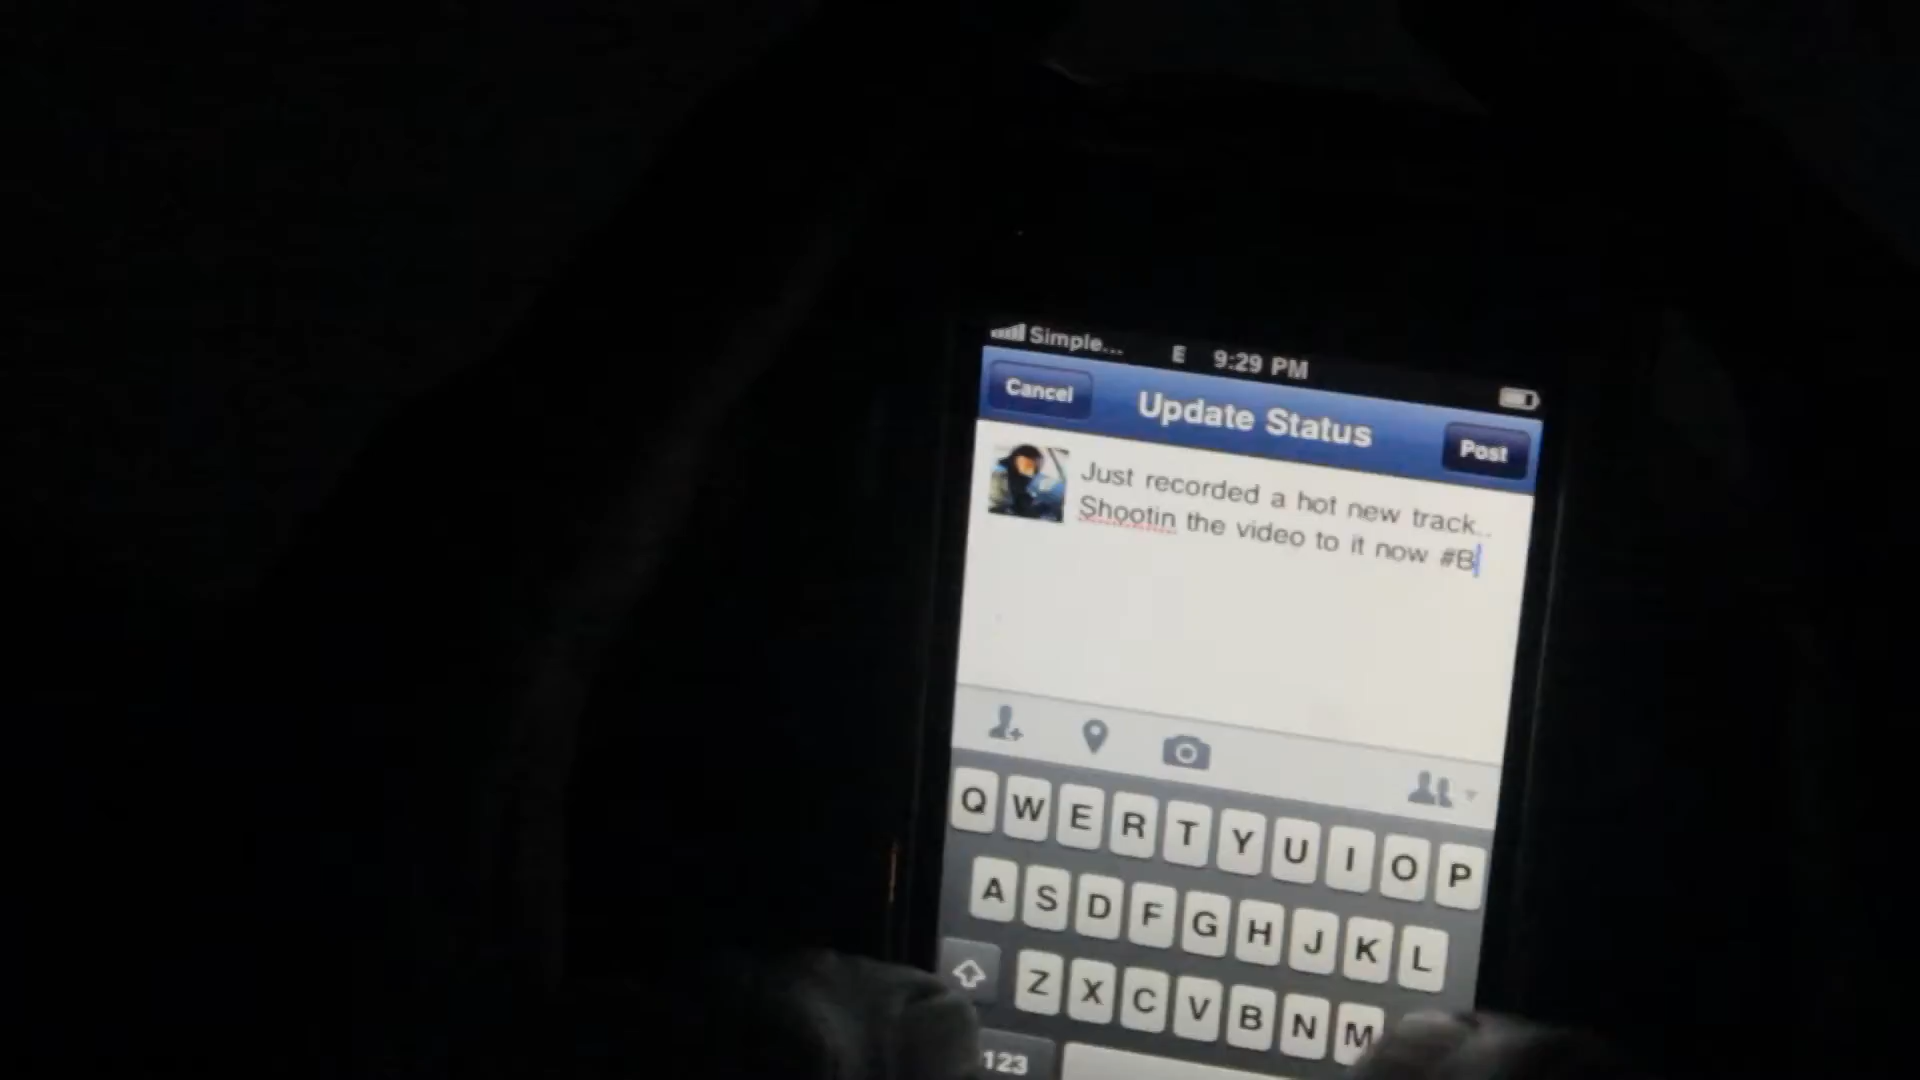 Simple... E 9:29 PM
Cancel Update Status Post
Just recorded a hot new track..
Shootin the video to it now #B
Q W E R T Y U I O P
A S D F G H J K L
Z X C V B N M
123